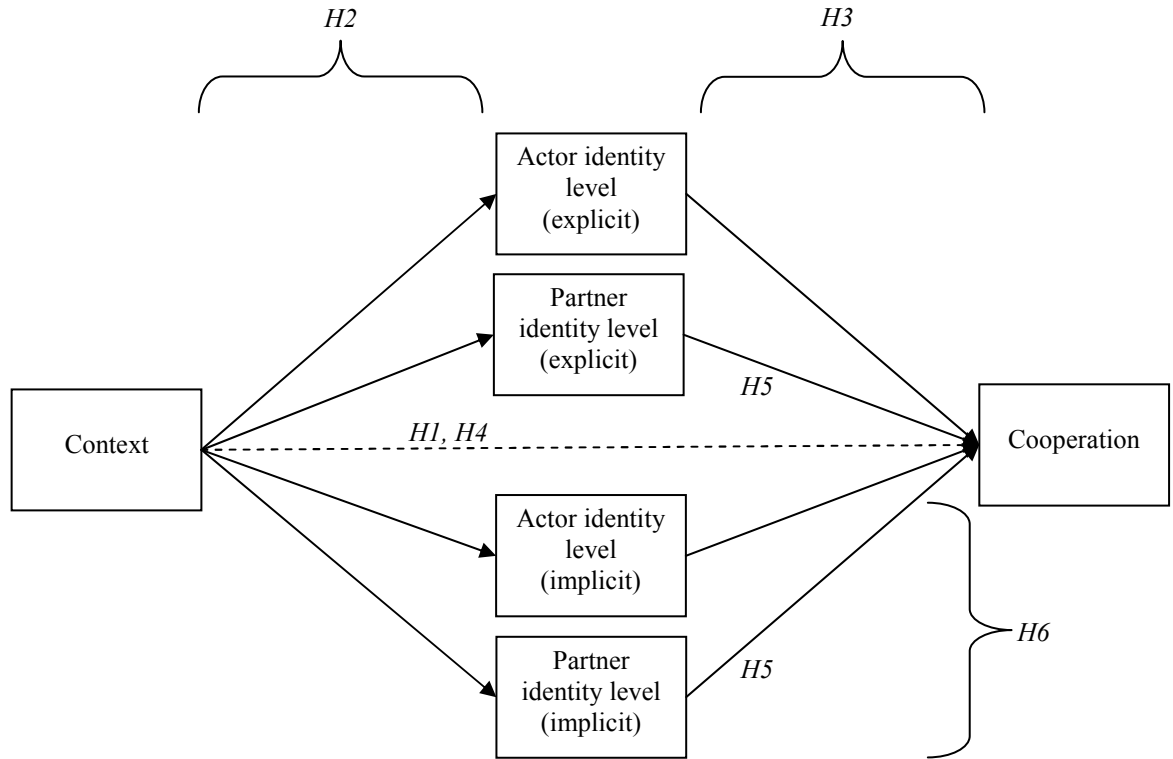 H2
H3
Actor identity
level
(explicit)
Partner
identity level
(explicit)
H5
Context
H1, H4
Cooperation
Actor identity
level
(implicit)
H6
Partner
identity level
(implicit)
H5